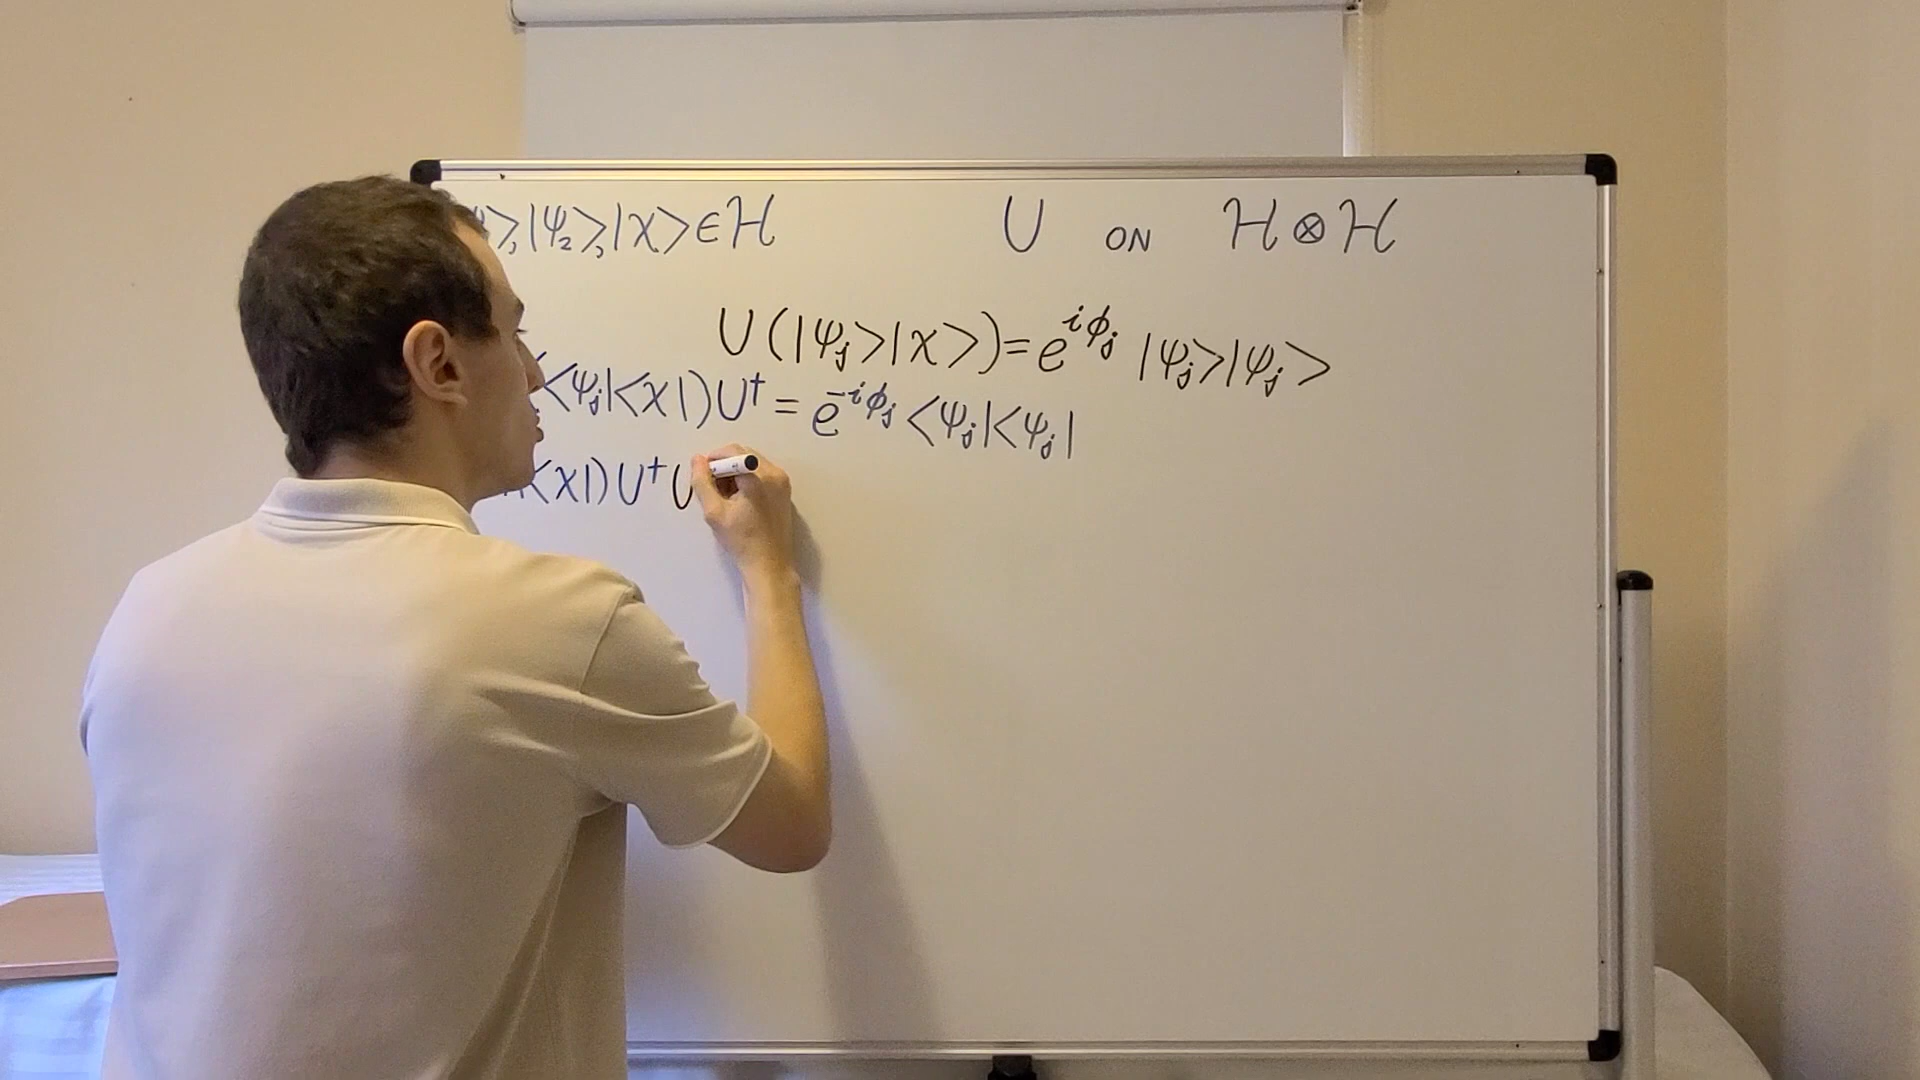 ⟩, |ψ₂⟩, |χ⟩ ∈ ℋ U ON ℋ ⊗ ℋ
U(|ψⱼ⟩|χ⟩) = e^{iϕⱼ} |ψⱼ⟩|ψⱼ⟩
⟨ψⱼ|⟨χ|)U† = e^{-iϕⱼ} ⟨ψⱼ|⟨ψⱼ|
⟨χ|)U†U